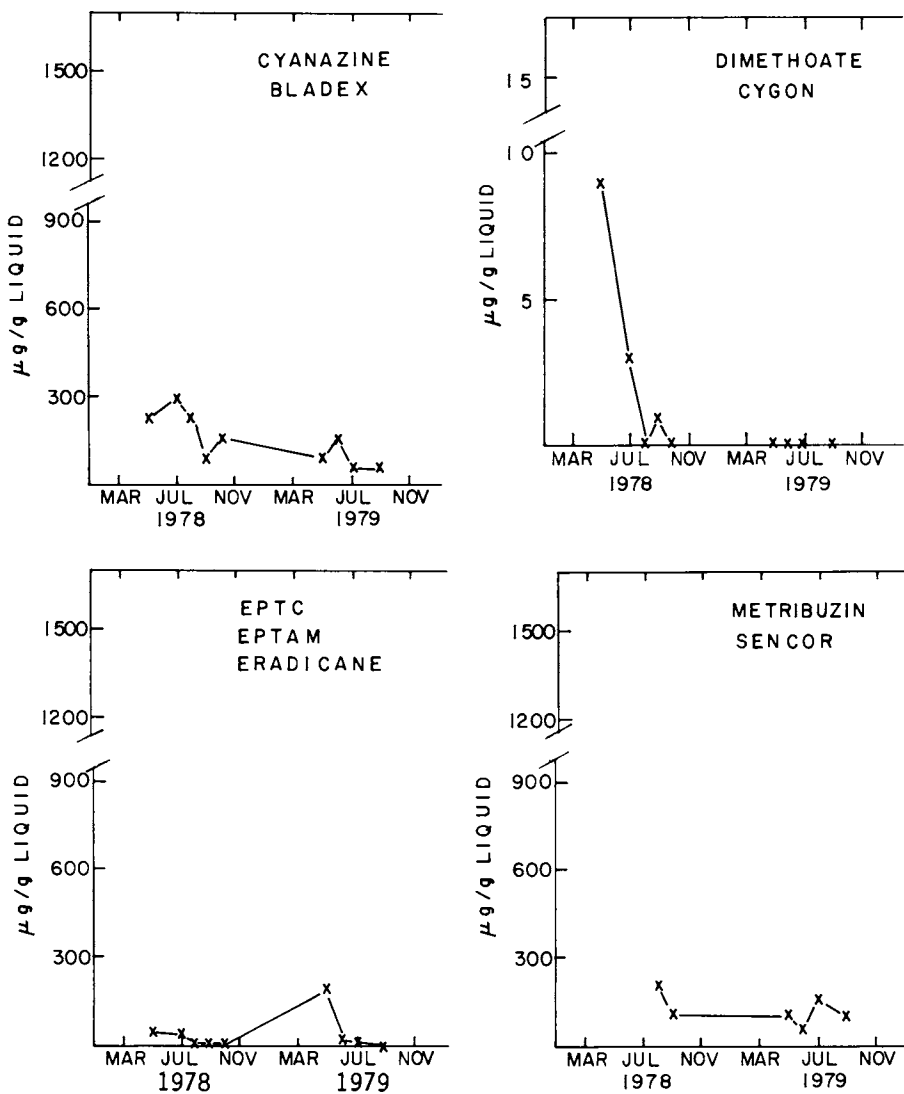 CYANAZINE
BLADEX
1500
1200
900
600
300
µg/g LIQUID
MAR JUL NOV MAR JUL NOV
1978 1979
DIMETHOATE
CYGON
15
10
5
µg/g LIQUID
MAR JUL NOV MAR JUL NOV
1978 1979
EPTC
EPTAM
ERADICANE
1500
1200
900
600
300
µg/g LIQUID
MAR JUL NOV MAR JUL NOV
1978 1979
METRIBUZIN
SENCOR
1500
1200
900
600
300
µg/g LIQUID
MAR JUL NOV MAR JUL NOV
1978 1979